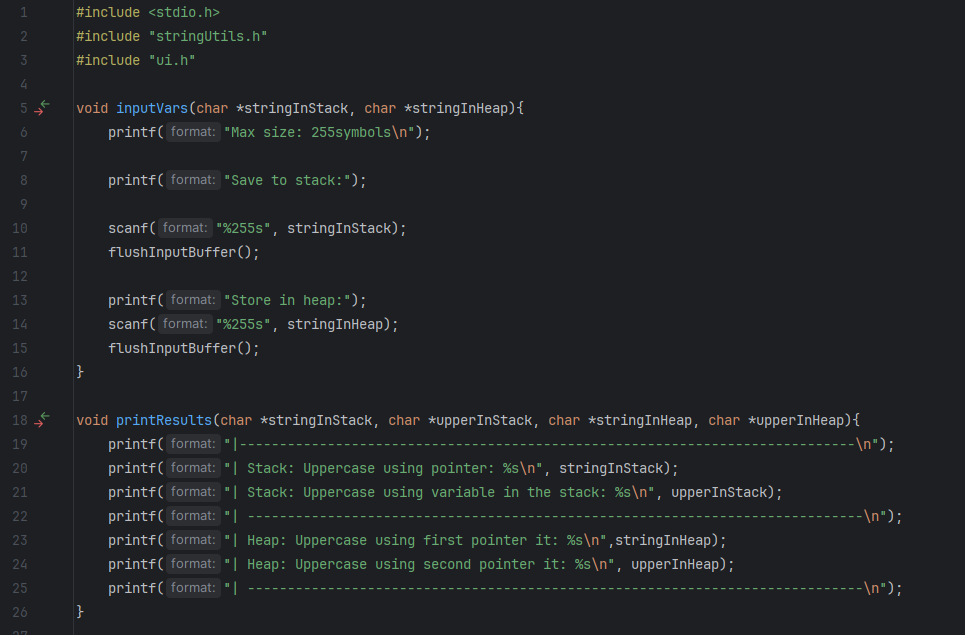 1 #include <stdio.h>
2 #include "stringUtils.h"
3 #include "ui.h"
4
5 void inputVars(char *stringInStack, char *stringInHeap){
6     printf( format: "Max size: 255symbols\n");
7
8     printf( format: "Save to stack:");
9
10     scanf( format: "%255s", stringInStack);
11     flushInputBuffer();
12
13     printf( format: "Store in heap:");
14     scanf( format: "%255s", stringInHeap);
15     flushInputBuffer();
16 }
17
18 void printResults(char *stringInStack, char *upperInStack, char *stringInHeap, char *upperInHeap){
19     printf( format: "|-----------------------------------------------------------------------------\n");
20     printf( format: "| Stack: Uppercase using pointer: %s\n", stringInStack);
21     printf( format: "| Stack: Uppercase using variable in the stack: %s\n", upperInStack);
22     printf( format: "| -----------------------------------------------------------------------------\n");
23     printf( format: "| Heap: Uppercase using first pointer it: %s\n",stringInHeap);
24     printf( format: "| Heap: Uppercase using second pointer it: %s\n", upperInHeap);
25     printf( format: "| -----------------------------------------------------------------------------\n");
26 }
27